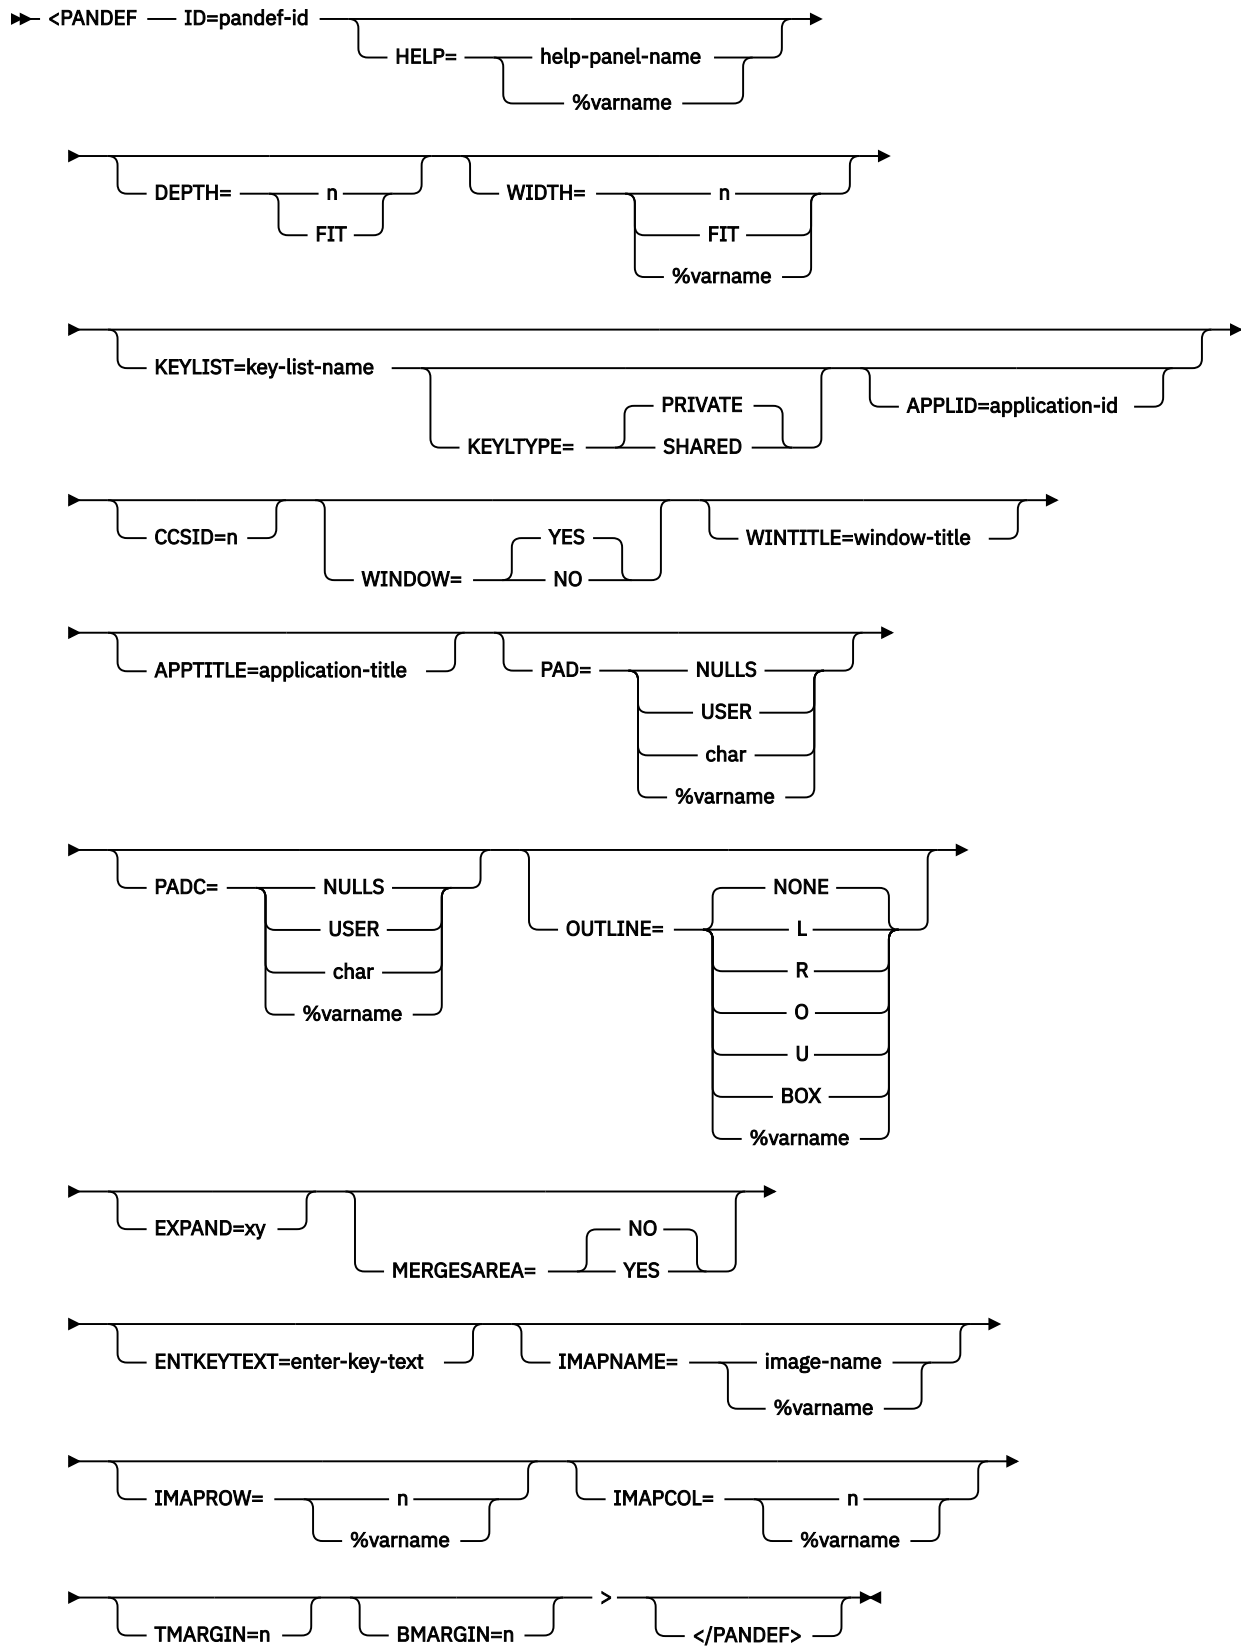 <PANDEF ID=pandef-id
HELP= help-panel-name
%varname
DEPTH= n WIDTH= n
FIT FIT
%varname
KEYLIST=key-list-name
PRIVATE APPLID=application-id
KEYLTYPE= SHARED
CCSID=n YES WINTITLE=window-title
WINDOW= NO
APPTITLE=application-title PAD= NULLS
USER
char
%varname
PADC= NULLS NONE
USER OUTLINE= L
char R
%varname O
U
BOX
%varname
EXPAND=xy NO
MERGESAREA= YES
ENTKEYTEXT=enter-key-text IMAPNAME= image-name
%varname
IMAPROW= n IMAPCOL= n
%varname %varname
>
TMARGIN=n BMARGIN=n </PANDEF>